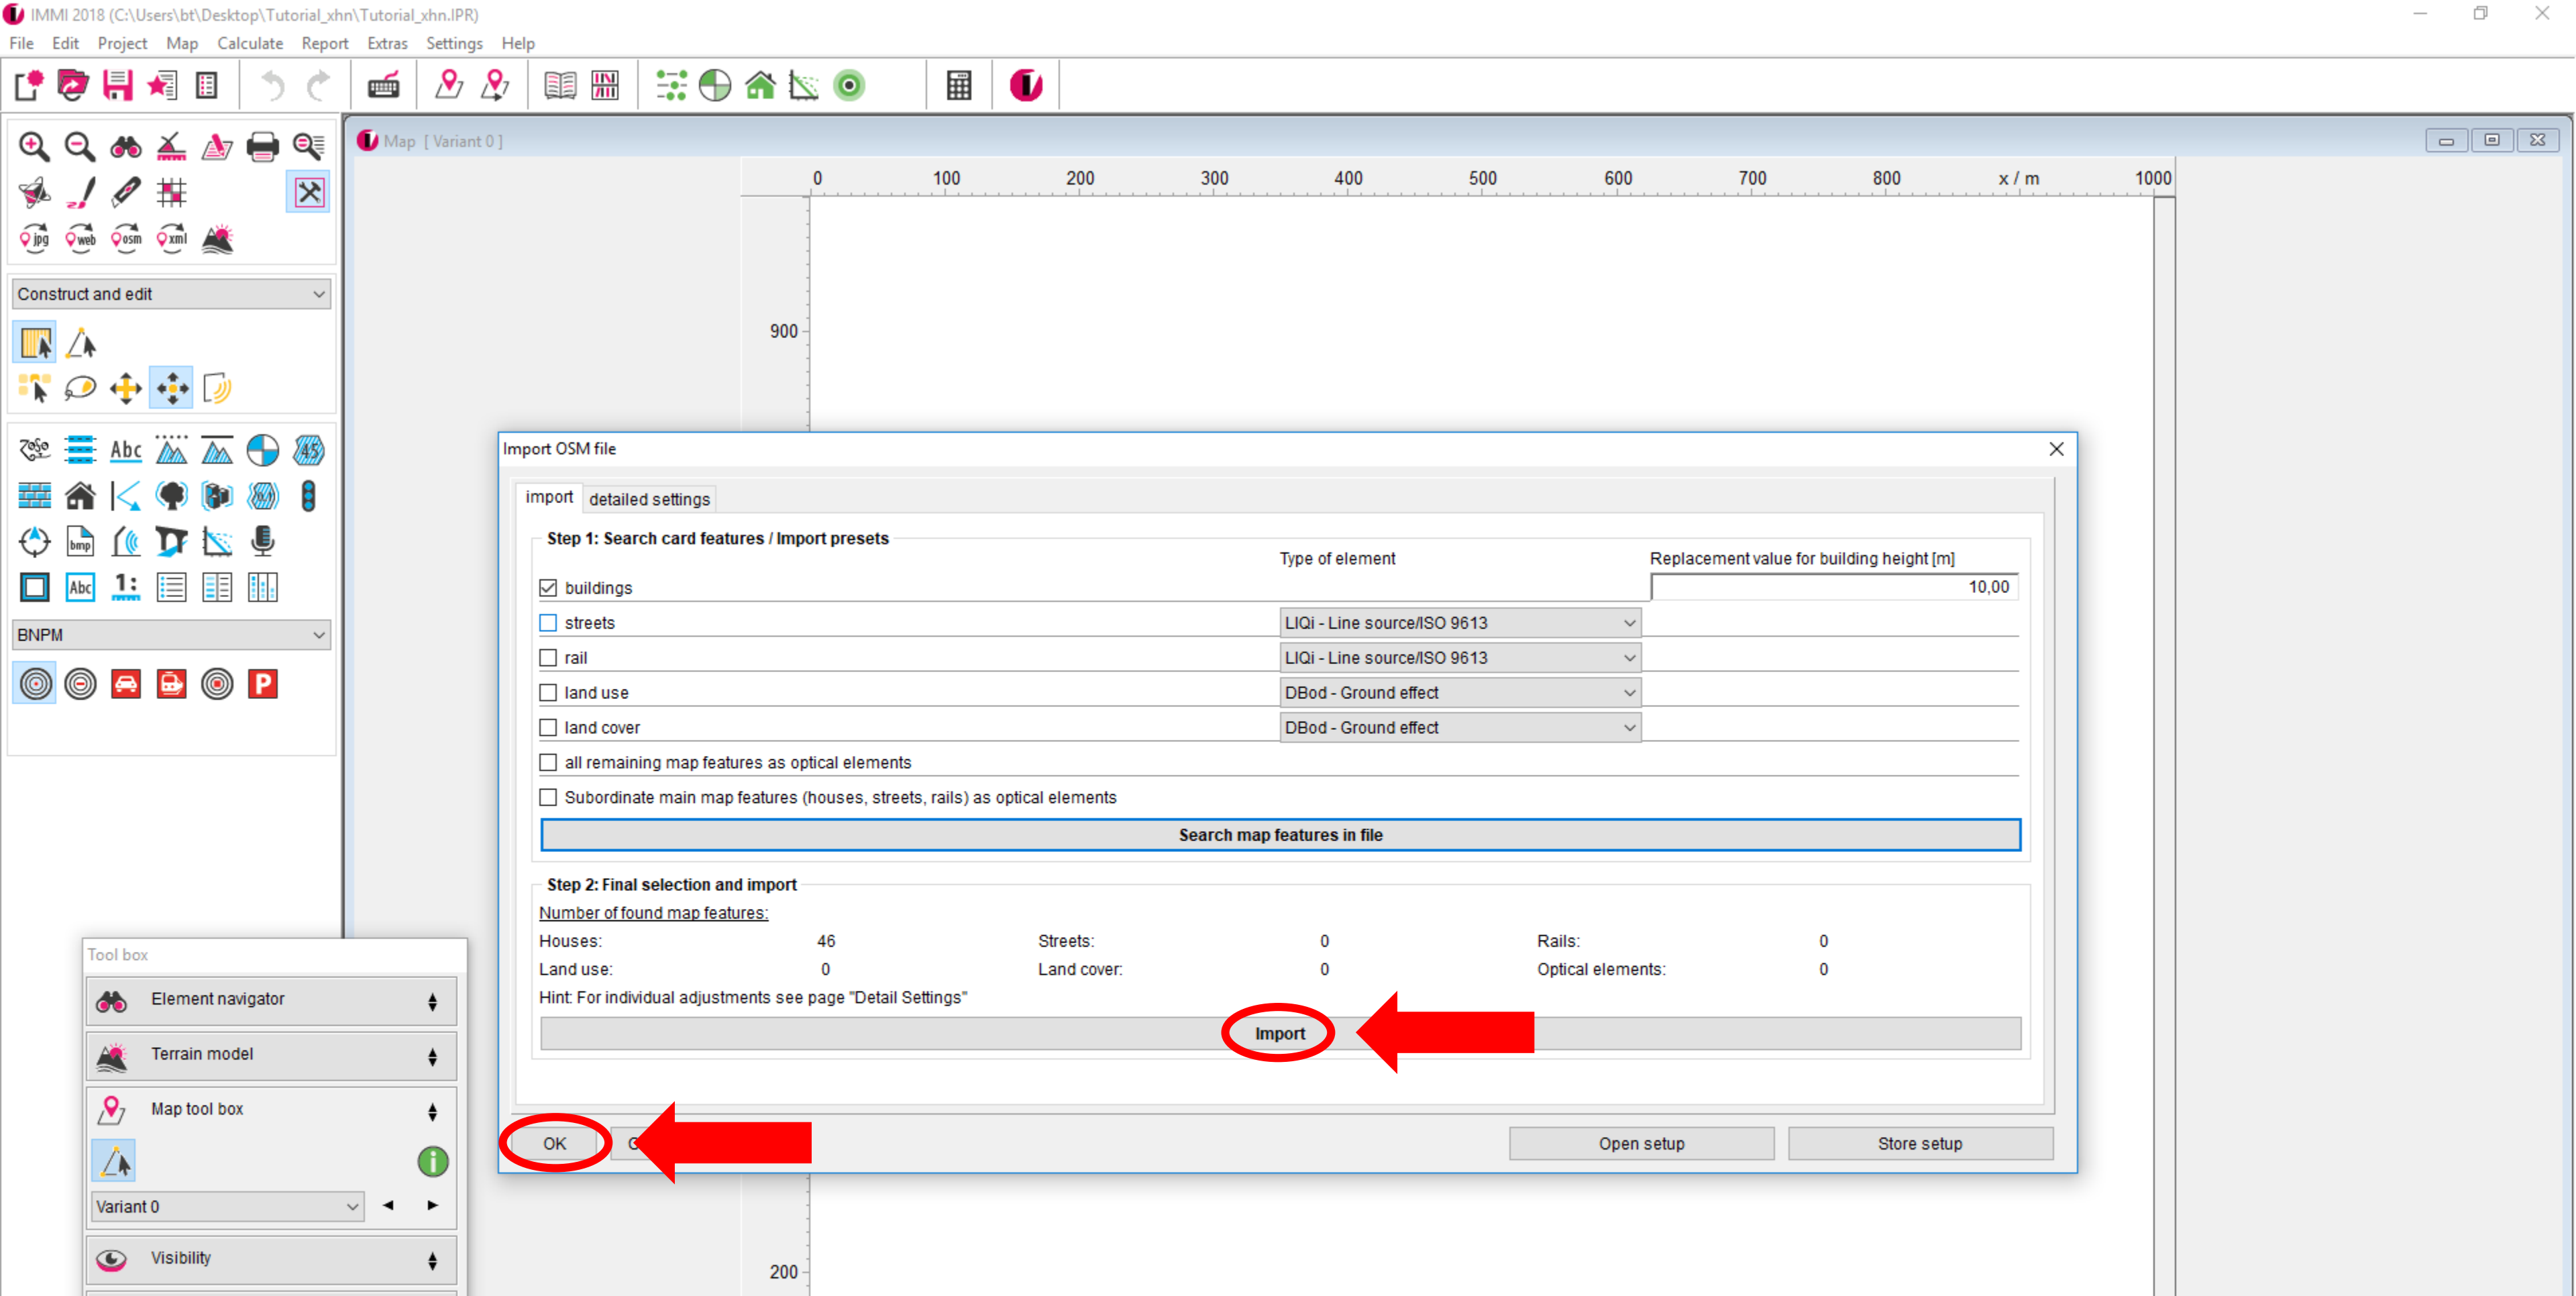 IMMI 2018 (C:\Users\bt\Desktop\Tutorial_xhn\Tutorial_xhn.IPR)
File Edit Project Map Calculate Report Extras Settings Help
Map [ Variant 0 ]
0 100 200 300 400 500 600 700 800 x / m 1000
jpg web osm xml
Construct and edit
900
Abc 45
bmp
Abc 1:
BNPM
P
Import OSM file
import detailed settings
Step 1: Search card features / Import presets
Type of element Replacement value for building height [m]
buildings 10,00
streets LIQi - Line source/ISO 9613
rail LIQi - Line source/ISO 9613
land use DBod - Ground effect
land cover DBod - Ground effect
all remaining map features as optical elements
Subordinate main map features (houses, streets, rails) as optical elements
Search map features in file
Step 2: Final selection and import
Number of found map features:
Houses: 46 Streets: 0 Rails: 0
Land use: 0 Land cover: 0 Optical elements: 0
Hint: For individual adjustments see page "Detail Settings"
Import
OK Open setup Store setup
Tool box
Element navigator
Terrain model
Map tool box
Variant 0
Visibility
200